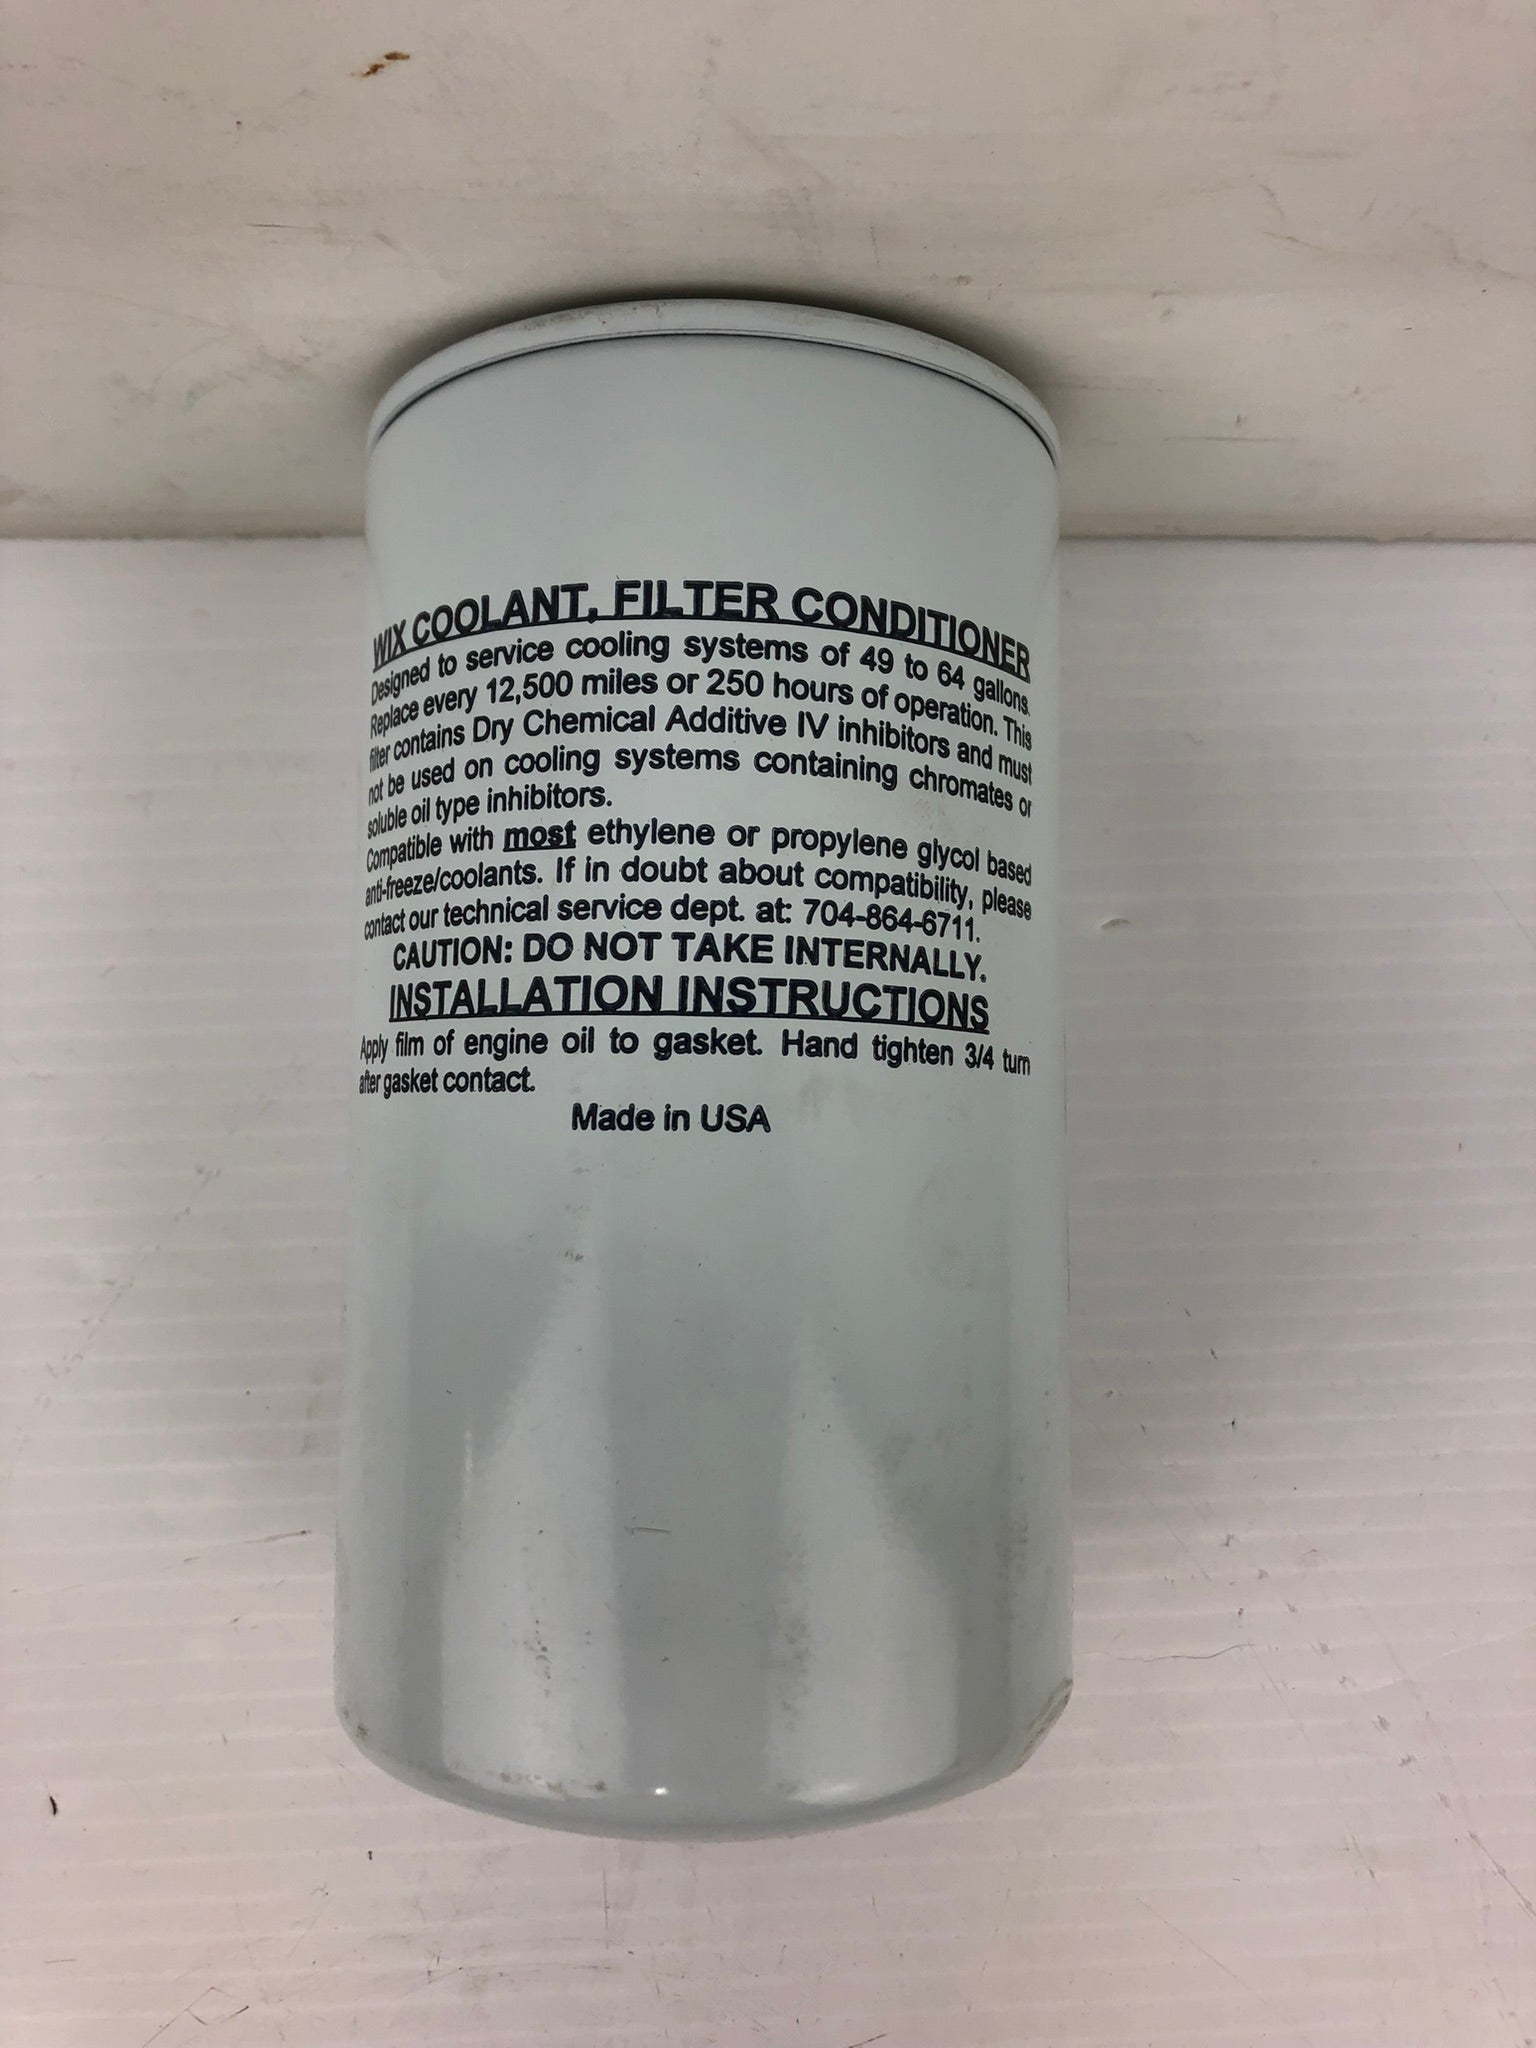 WIX COOLANT, FILTER CONDITIONER
Designed to service cooling systems of 49 to 64 gallons.
Replace every 12,500 miles or 250 hours of operation. This
filter contains Dry Chemical Additive IV inhibitors and must
not be used on cooling systems containing chromates or
soluble oil type inhibitors.
Compatible with most ethylene or propylene glycol based
anti-freeze/coolants. If in doubt about compatibility, please
contact our technical service dept. at: 704-864-6711.
CAUTION: DO NOT TAKE INTERNALLY.
INSTALLATION INSTRUCTIONS
Apply film of engine oil to gasket. Hand tighten 3/4 turn
after gasket contact.
Made in USA